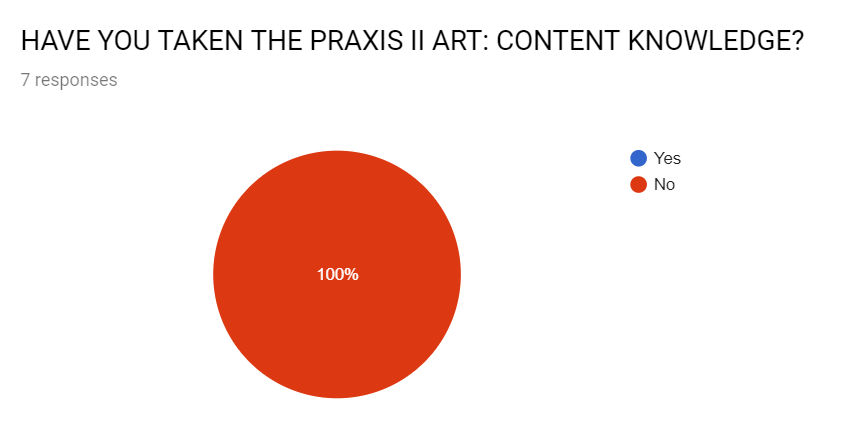 HAVE YOU TAKEN THE PRAXIS II ART: CONTENT KNOWLEDGE?
7 responses
Yes
No
100%